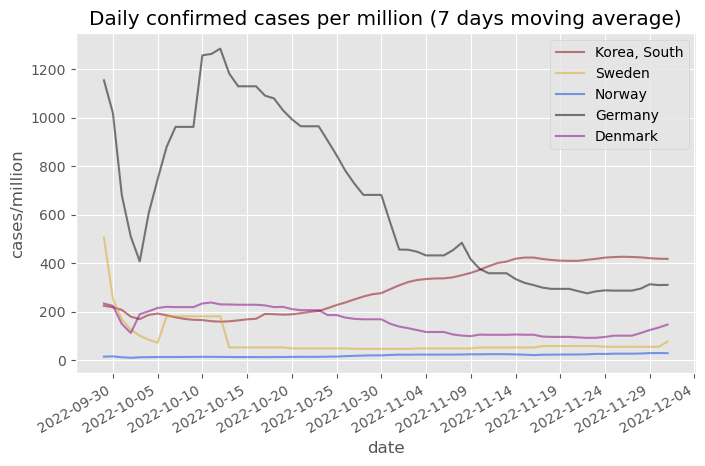 Daily confirmed cases per million (7 days moving average)
Korea, South
Sweden
Norway
Germany
Denmark
cases/million
1200
1000
800
600
400
200
0
2022-09-30
2022-10-05
2022-10-10
2022-10-15
2022-10-20
2022-10-25
2022-10-30
2022-11-04
2022-11-09
2022-11-14
2022-11-19
2022-11-24
2022-11-29
2022-12-04
date